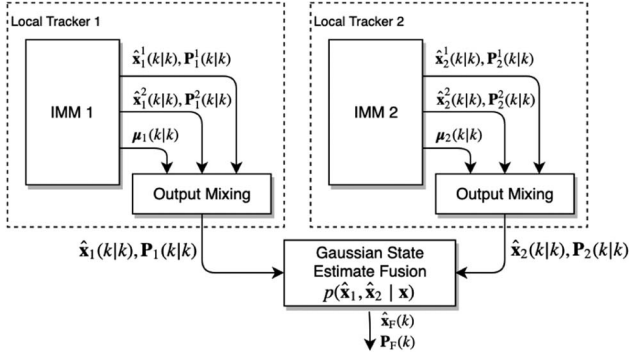 Local Tracker 1
x̂₁¹(k|k), P₁¹(k|k)
x̂₁²(k|k), P₁²(k|k)
μ₁(k|k)
IMM 1
Output Mixing
x̂₁(k|k), P₁(k|k)
Local Tracker 2
x̂₂¹(k|k), P₂¹(k|k)
x̂₂²(k|k), P₂²(k|k)
μ₂(k|k)
IMM 2
Output Mixing
x̂₂(k|k), P₂(k|k)
Gaussian State
Estimate Fusion
p(x̂₁, x̂₂ | x)
x̂F(k)
PF(k)